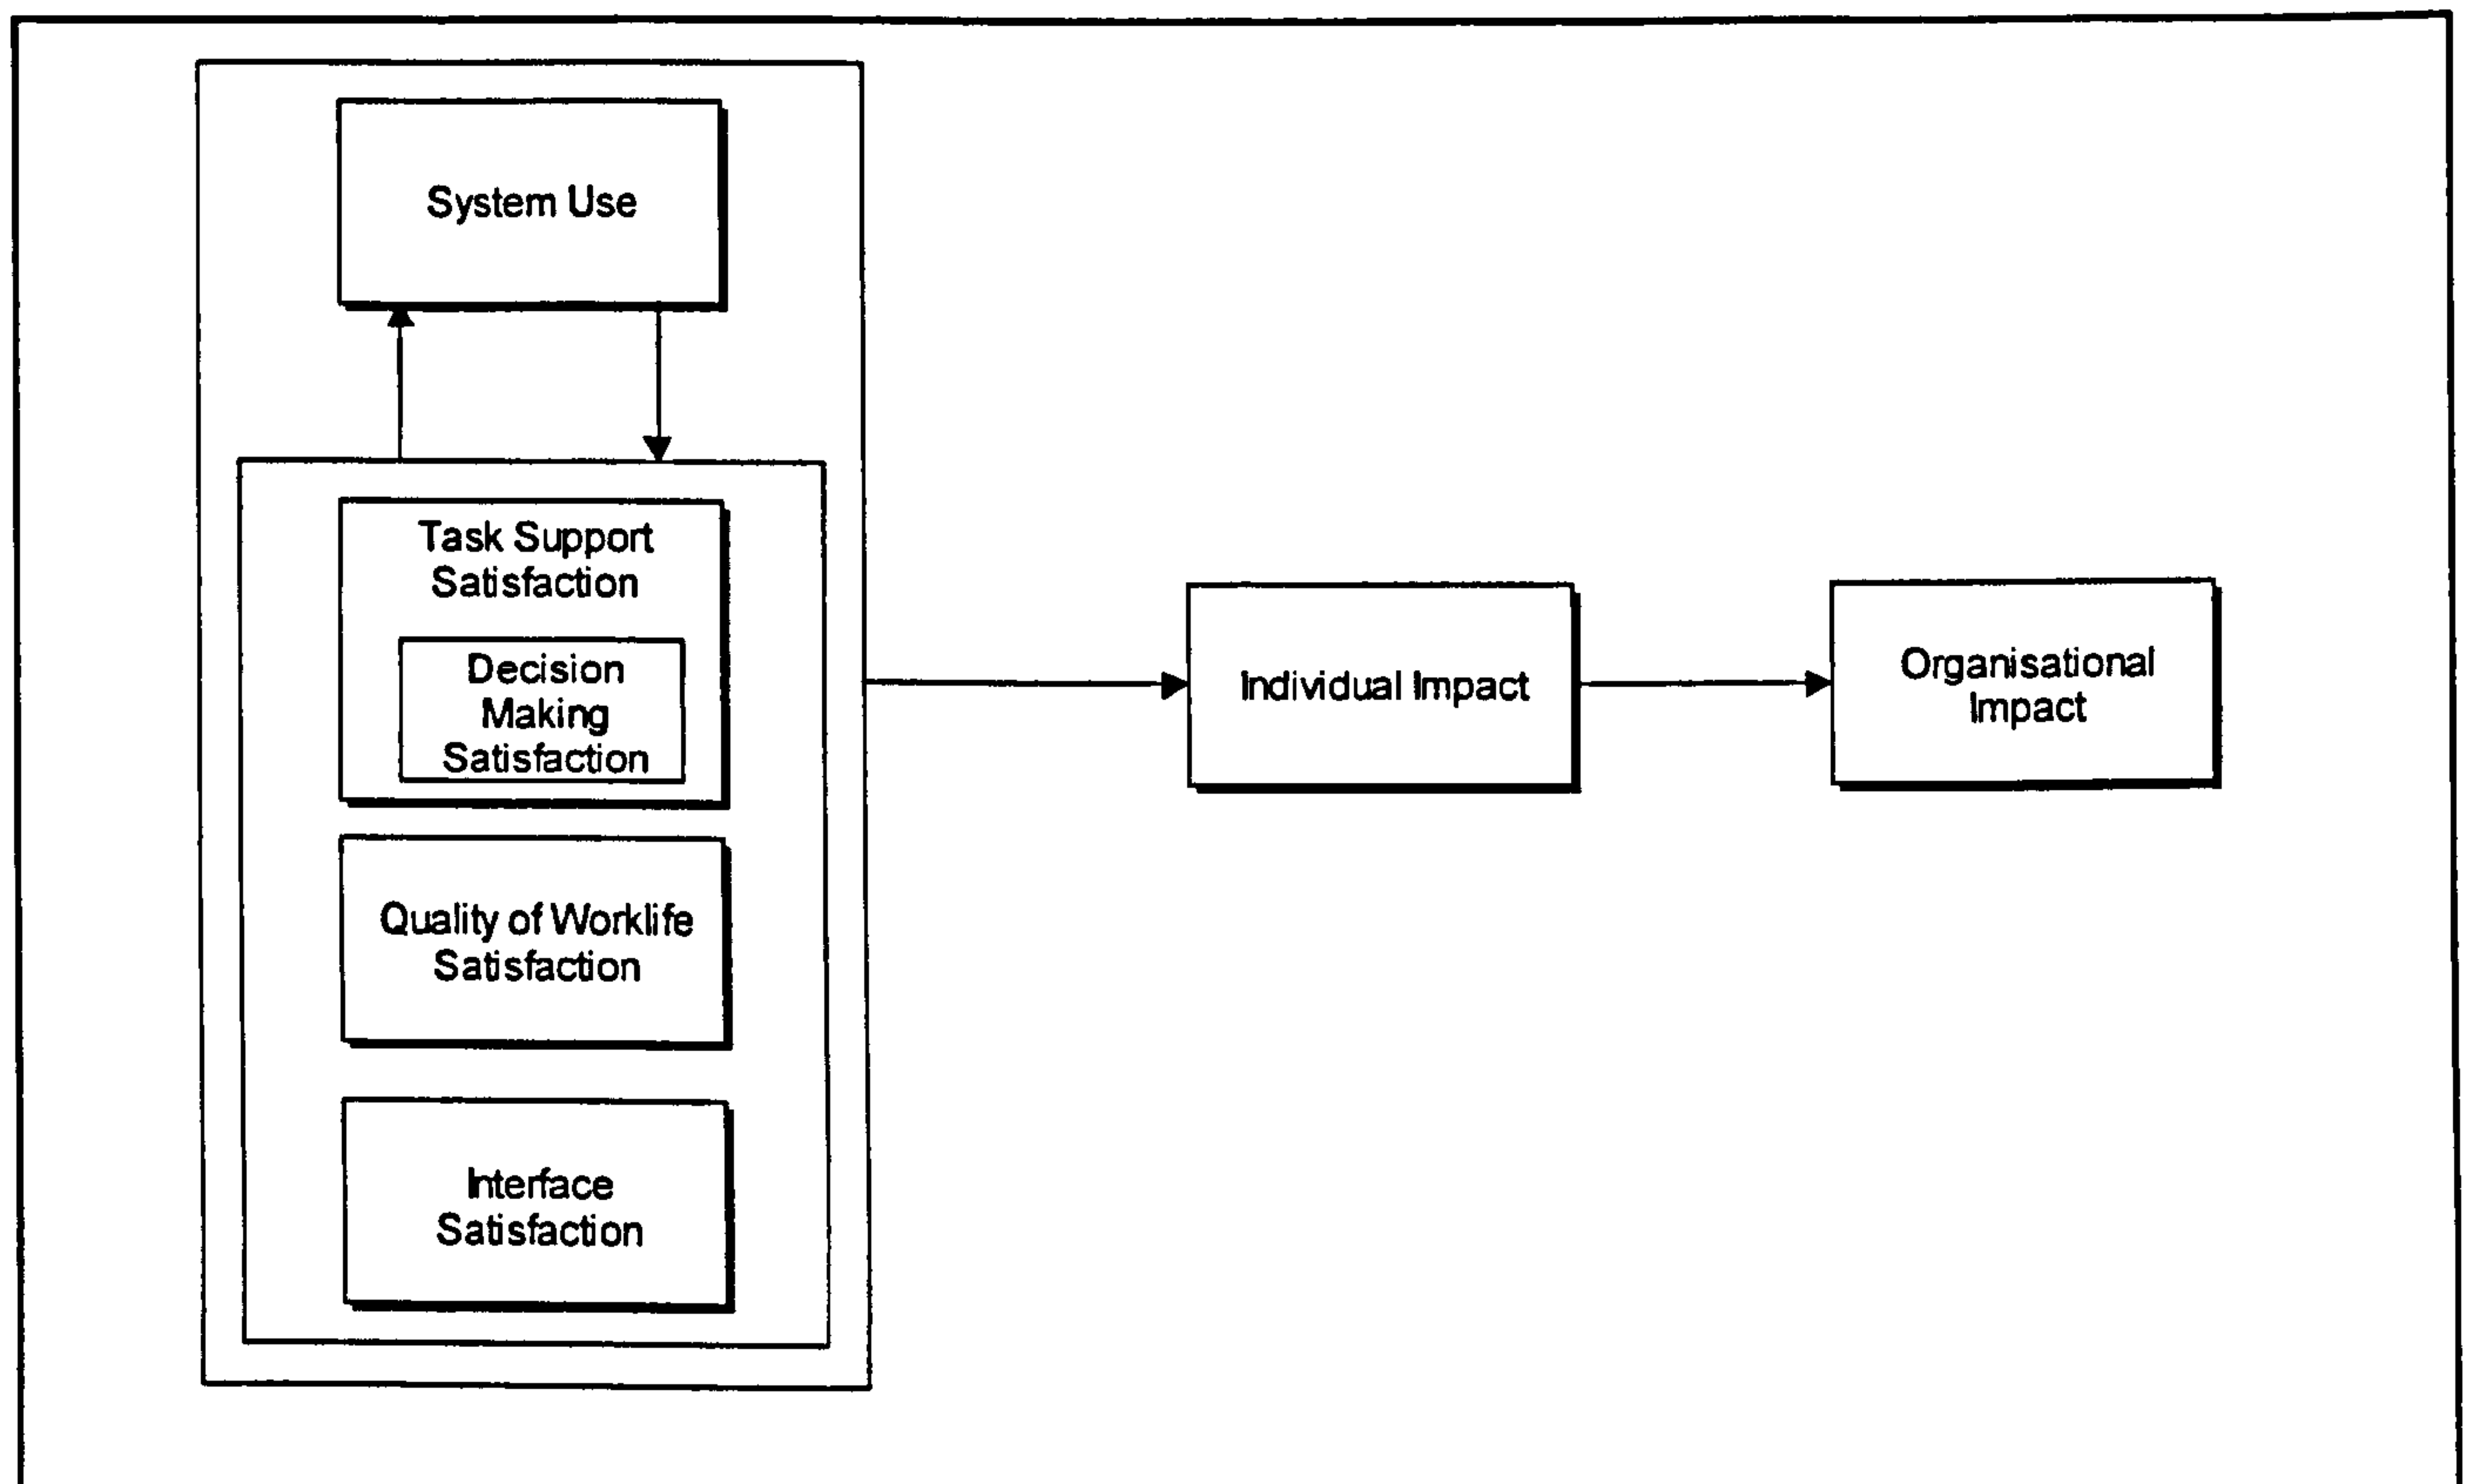 System Use
Task Support
Satisfaction
Decision
Making
Satisfaction
Quality of Worklife
Satisfaction
Interface
Satisfaction
Individual Impact
Organisational
Impact